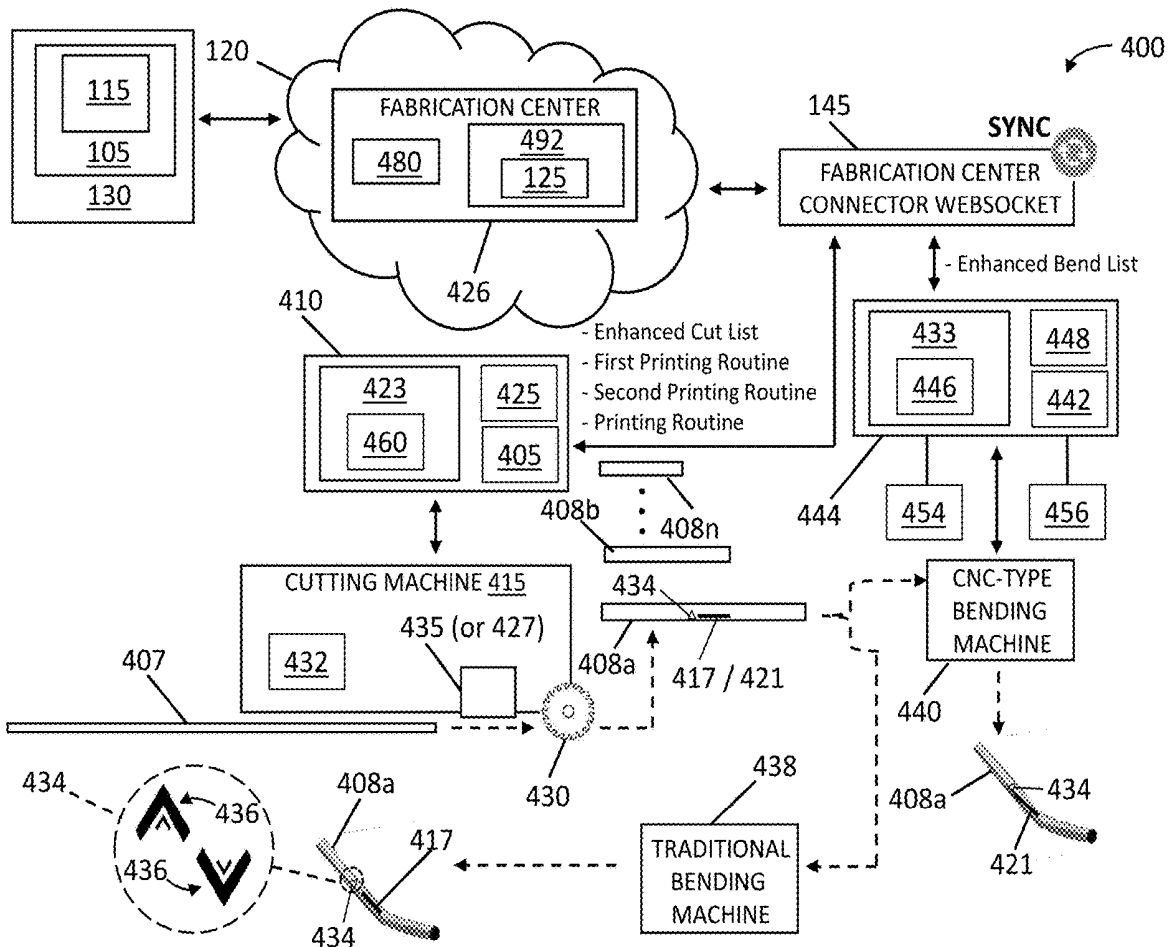 120
400
115
105
130
FABRICATION CENTER
480
492
125
426
145
SYNC
FABRICATION CENTER
CONNECTOR WEBSOCKET
- Enhanced Bend List
410
- Enhanced Cut List
- First Printing Routine
- Second Printing Routine
- Printing Routine
423
460
425
405
433
446
448
442
444
454
456
408b
408n
CUTTING MACHINE 415
432
435 (or 427)
434
408a
417 / 421
CNC-TYPE
BENDING
MACHINE
440
407
430
438
TRADITIONAL
BENDING
MACHINE
434
436
436
408a
417
434
408a
434
421